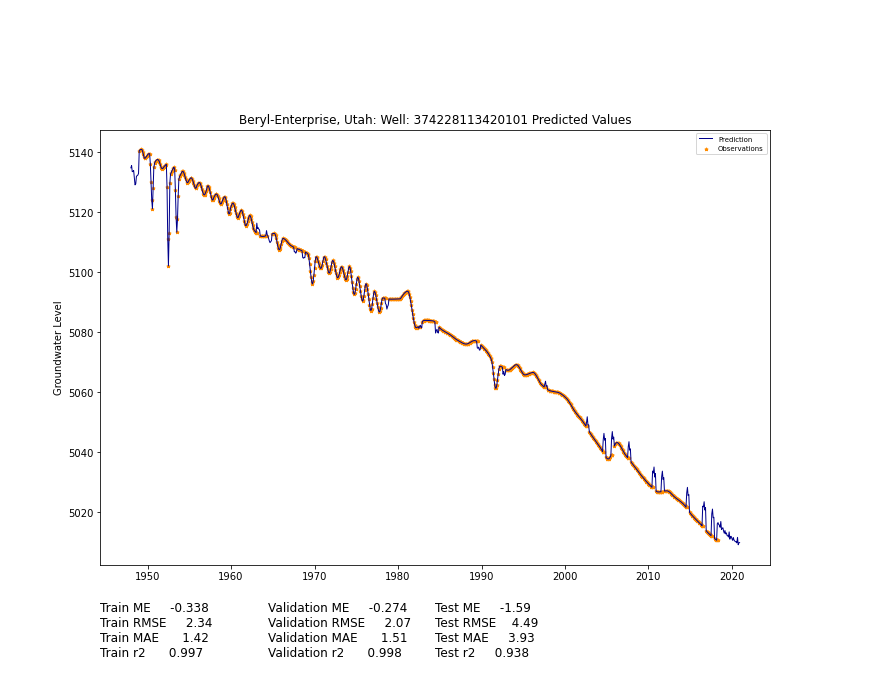 Beryl-Enterprise, Utah: Well: 374228113420101 Predicted Values
Prediction
Observations
5140
5120
5100
5080
5060
5040
5020
Groundwater Level
1950 1960 1970 1980 1990 2000 2010 2020
Train ME -0.338 Validation ME -0.274 Test ME -1.59
Train RMSE 2.34 Validation RMSE 2.07 Test RMSE 4.49
Train MAE 1.42 Validation MAE 1.51 Test MAE 3.93
Train r2 0.997 Validation r2 0.998 Test r2 0.938